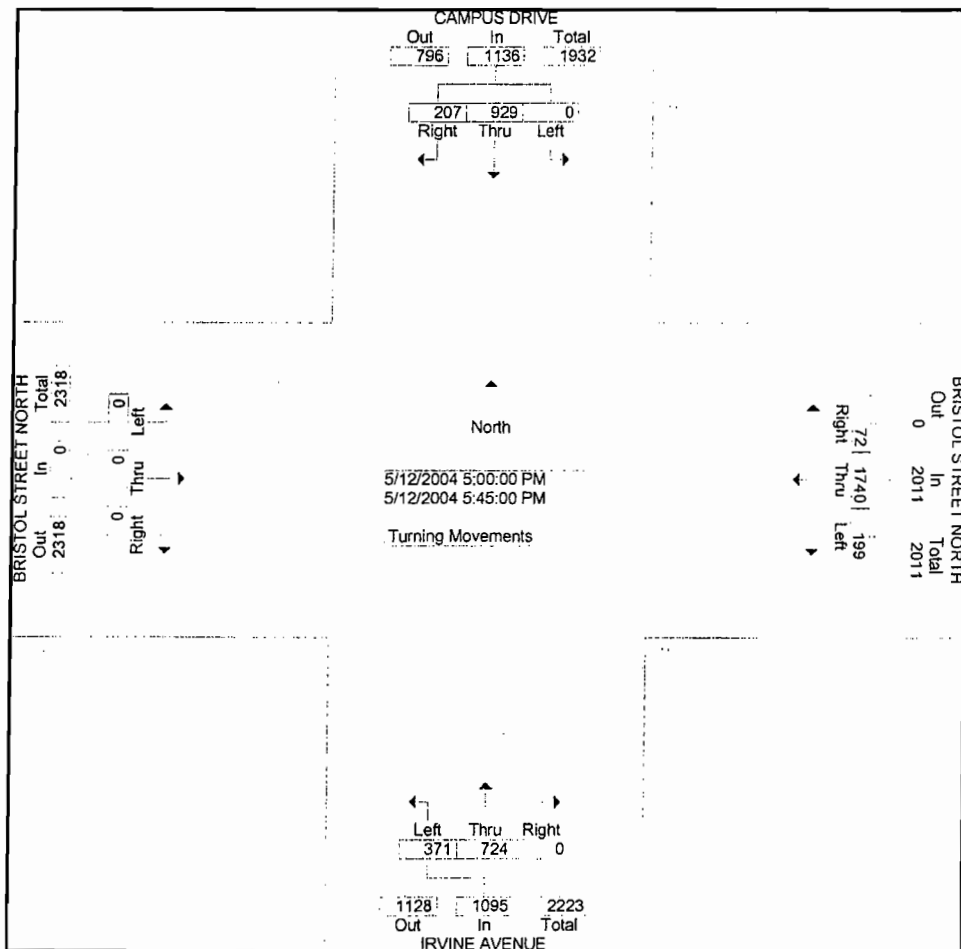 CAMPUS DRIVE
Out In Total
796 1136 1932
207 929 0
Right Thru Left
BRISTOL STREET NORTH
Out In Total
2318 0 2318
Left Thru Right
0 0 0
North
5/12/2004 5:00:00 PM
5/12/2004 5:45:00 PM
Turning Movements
Right Thru Left
72 1740 199
Out In Total
0 2011 2011
BRISTOL STREET NORTH
Left Thru Right
371 724 0
1128 1095 2223
Out In Total
IRVINE AVENUE